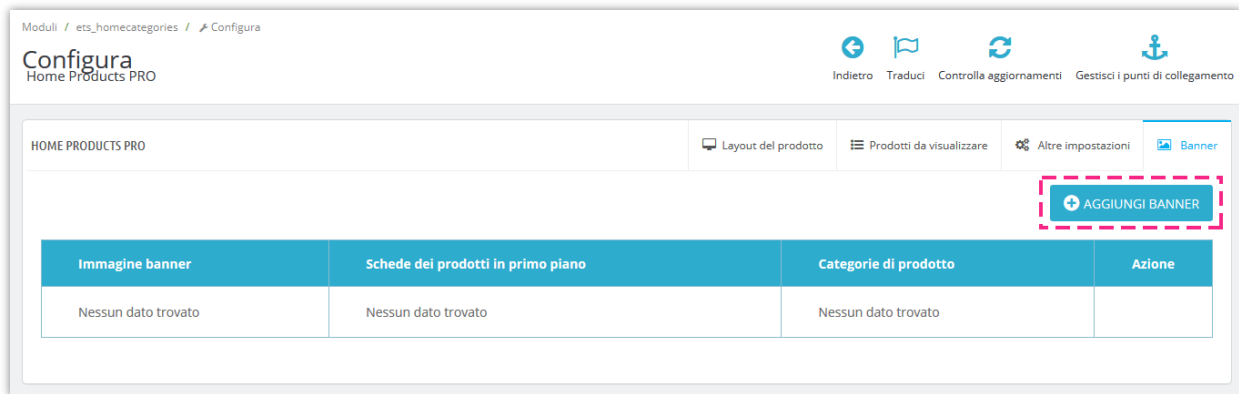 Moduli / ets_homecategories / Configura
Configura
Home Products PRO
Indietro Traduci Controlla aggiornamenti Gestisci i punti di collegamento
HOME PRODUCTS PRO Layout del prodotto Prodotti da visualizzare Altre impostazioni Banner
AGGIUNGI BANNER
Immagine banner Schede dei prodotti in primo piano Categorie di prodotto Azione
Nessun dato trovato Nessun dato trovato Nessun dato trovato